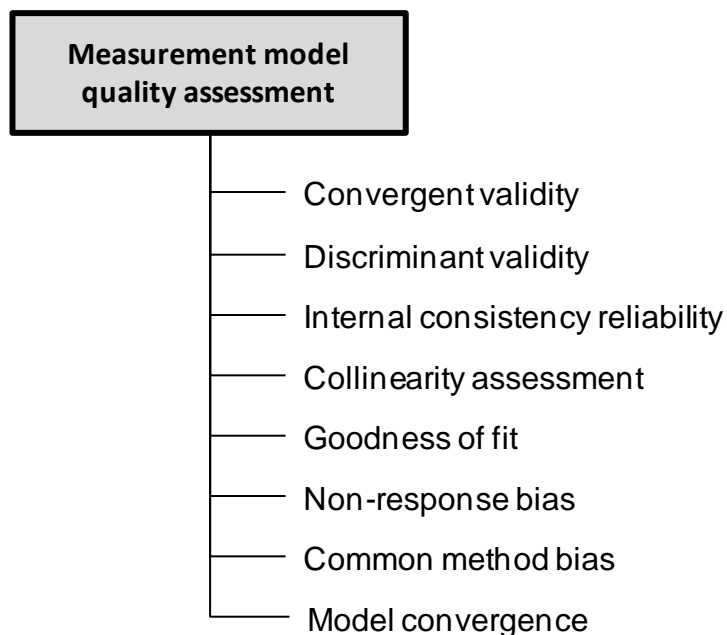 Measurement model
quality assessment
Convergent validity
Discriminant validity
Internal consistency reliability
Collinearity assessment
Goodness of fit
Non-response bias
Common method bias
Model convergence